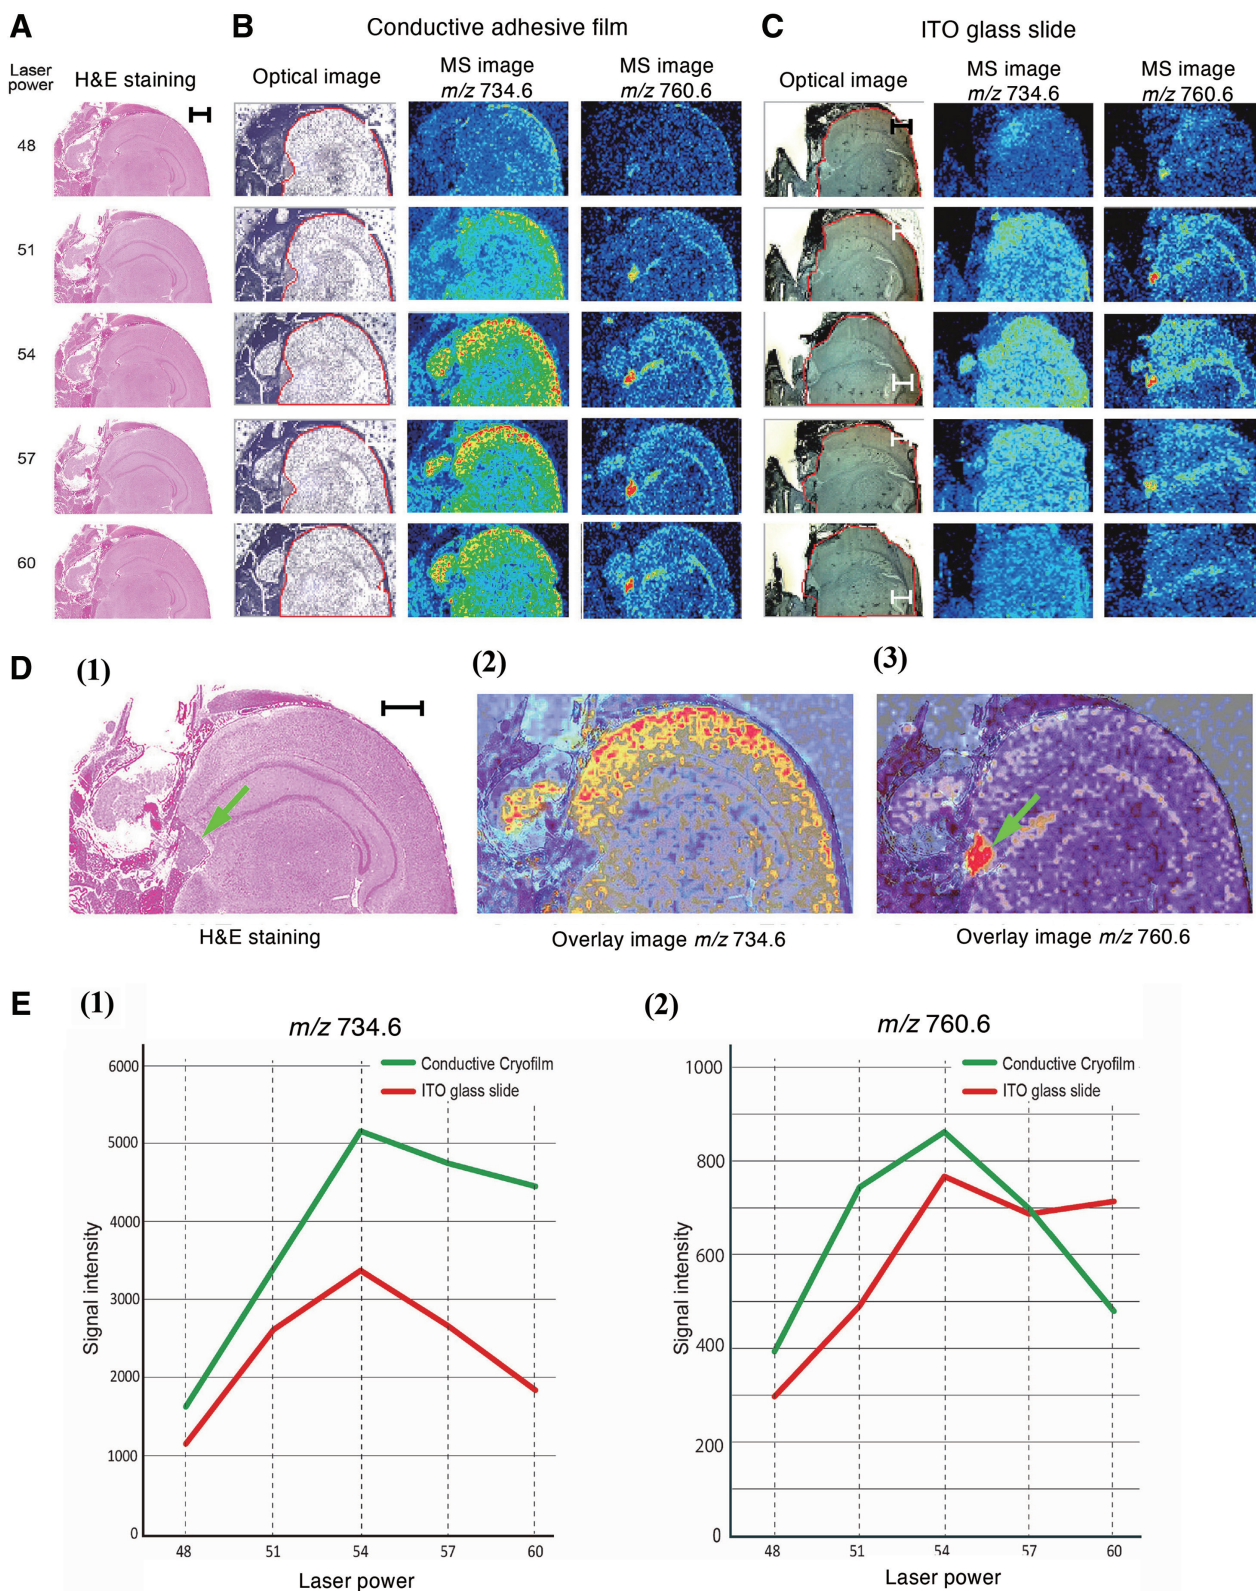 A
B
Conductive adhesive film
C
ITO glass slide
Laser
power
H&E staining
Optical image
MS image
m/z 734.6
MS image
m/z 760.6
Optical image
MS image
m/z 734.6
MS image
m/z 760.6
48
51
54
57
60
D
(1)
(2)
(3)
H&E staining
Overlay image m/z 734.6
Overlay image m/z 760.6
E
(1)
m/z 734.6
Conductive Cryofilm
ITO glass slide
6000
5000
4000
3000
2000
1000
0
Signal intensity
48
51
54
57
60
Laser power
(2)
m/z 760.6
Conductive Cryofilm
ITO glass slide
1000
800
600
400
200
0
Signal intensity
48
51
54
57
60
Laser power